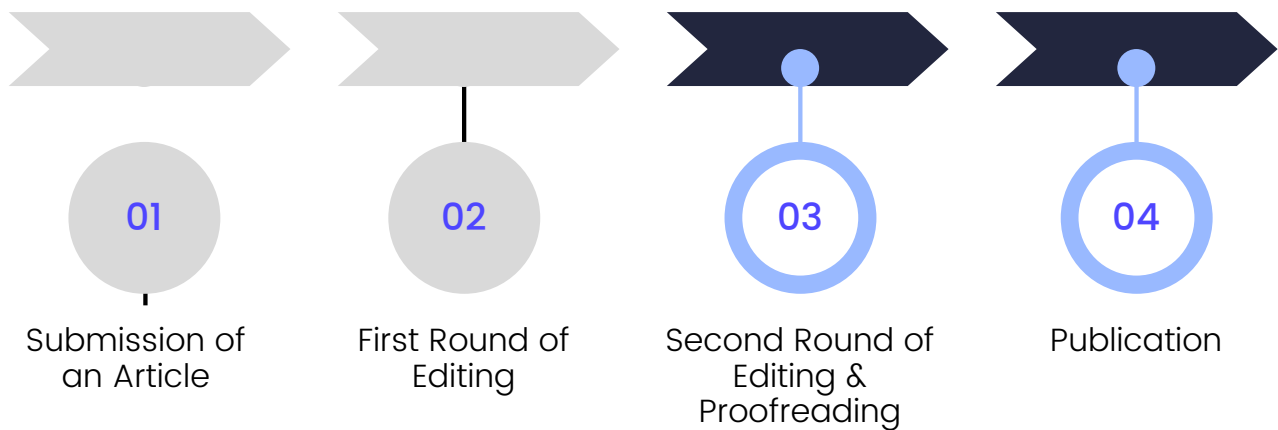 01
02
03
04
Submission of
an Article
First Round of
Editing
Second Round of
Editing &
Proofreading
Publication